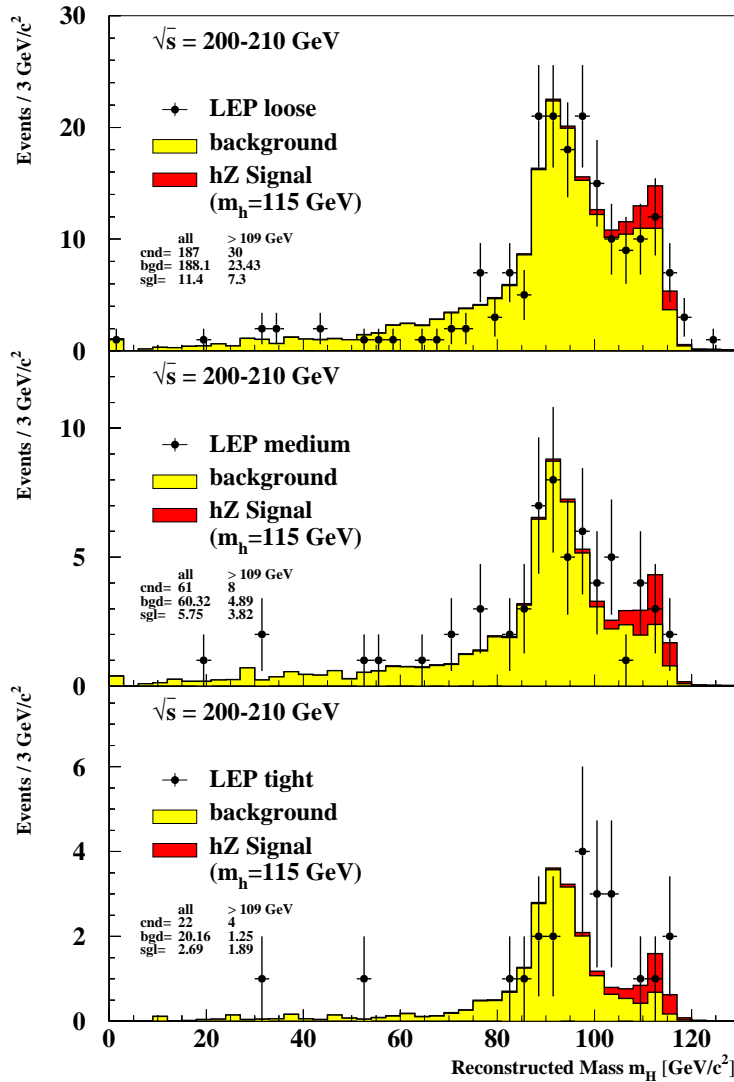 Events / 3 GeV/c²
30
20
10
0
√s = 200-210 GeV
LEP loose
background
hZ Signal
(m_h=115 GeV)
all > 109 GeV
cnd= 187 30
bgd= 188.1 23.43
sgl= 11.4 7.3
Events / 3 GeV/c²
10
5
0
√s = 200-210 GeV
LEP medium
background
hZ Signal
(m_h=115 GeV)
all > 109 GeV
cnd= 61 8
bgd= 60.32 4.89
sgl= 5.75 3.82
Events / 3 GeV/c²
6
4
2
0
√s = 200-210 GeV
LEP tight
background
hZ Signal
(m_h=115 GeV)
all > 109 GeV
cnd= 22 4
bgd= 20.16 1.25
sgl= 2.69 1.89
0 20 40 60 80 100 120
Reconstructed Mass m_H [GeV/c²]